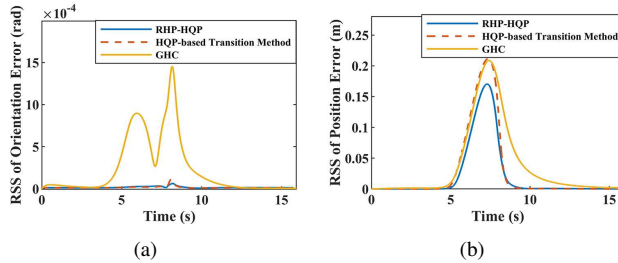 ×10⁻⁴
RHP-HQP
HQP-based Transition Method
GHC
RSS of Orientation Error (rad)
15
10
5
0
0
5
10
15
Time (s)
(a)
RHP-HQP
HQP-based Transition Method
GHC
RSS of Position Error (m)
0.25
0.2
0.15
0.1
0.05
0
0
5
10
15
Time (s)
(b)